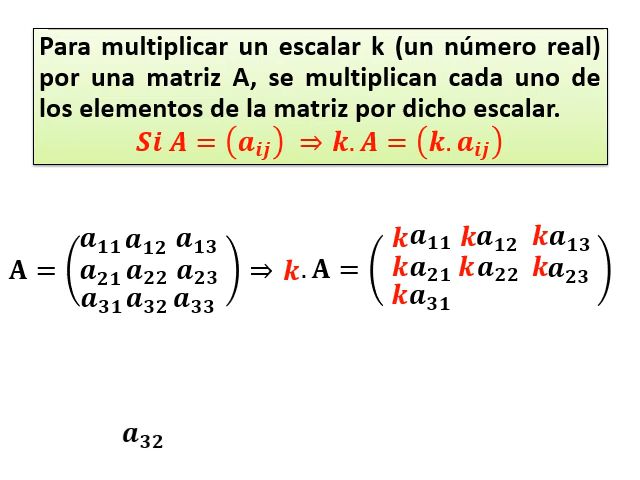 Para multiplicar un escalar k (un número real)
por una matriz A, se multiplican cada uno de
los elementos de la matriz por dicho escalar.
Si A = (aᵢⱼ) ⇒ k. A = (k. aᵢⱼ)
a₁₁ a₁₂ a₁₃ ka₁₁ ka₁₂ ka₁₃
A = ( a₂₁ a₂₂ a₂₃ ) ⇒ k. A = ( ka₂₁ ka₂₂ ka₂₃ )
a₃₁ a₃₂ a₃₃ ka₃₁
a₃₂